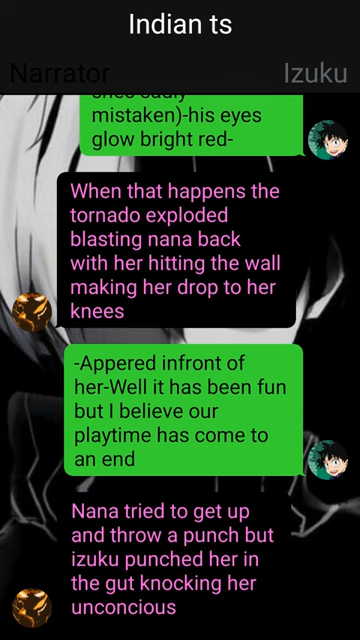 Indian ts
Narrator
Izuku
mistaken)-his eyes
glow bright red-
When that happens the
tornado exploded
blasting nana back
with her hitting the wall
making her drop to her
knees
-Appered infront of
her-Well it has been fun
but I believe our
playtime has come to
an end
Nana tried to get up
and throw a punch but
izuku punched her in
the gut knocking her
unconcious